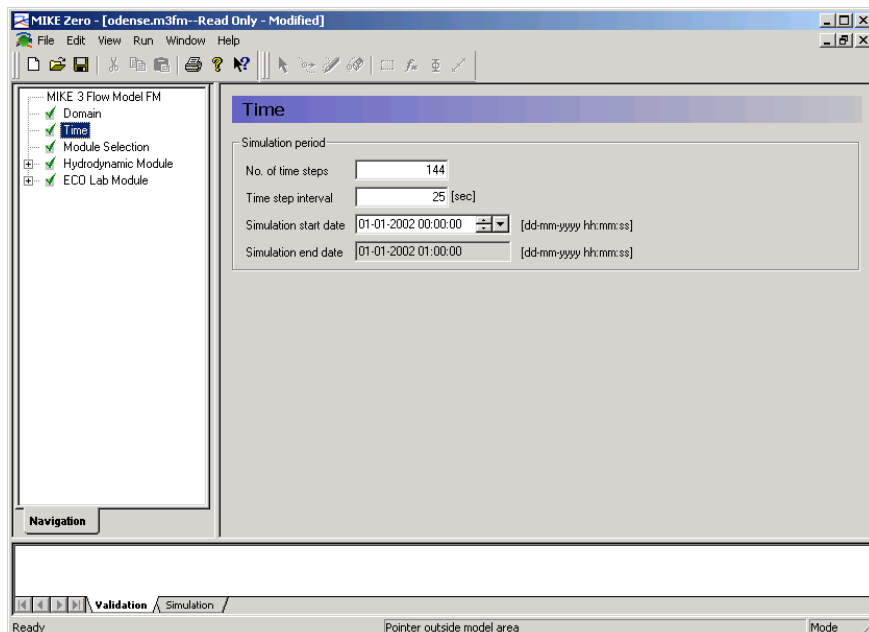 MIKE Zero - [odense.m3fm--Read Only - Modified]
File Edit View Run Window Help
MIKE 3 Flow Model FM
Domain
Time
Module Selection
Hydrodynamic Module
ECO Lab Module
Navigation
Time
Simulation period
No. of time steps 144
Time step interval 25 [sec]
Simulation start date 01-01-2002 00:00:00 [dd-mm-yyyy hh:mm:ss]
Simulation end date 01-01-2002 01:00:00 [dd-mm-yyyy hh:mm:ss]
Validation Simulation
Ready Pointer outside model area Mode